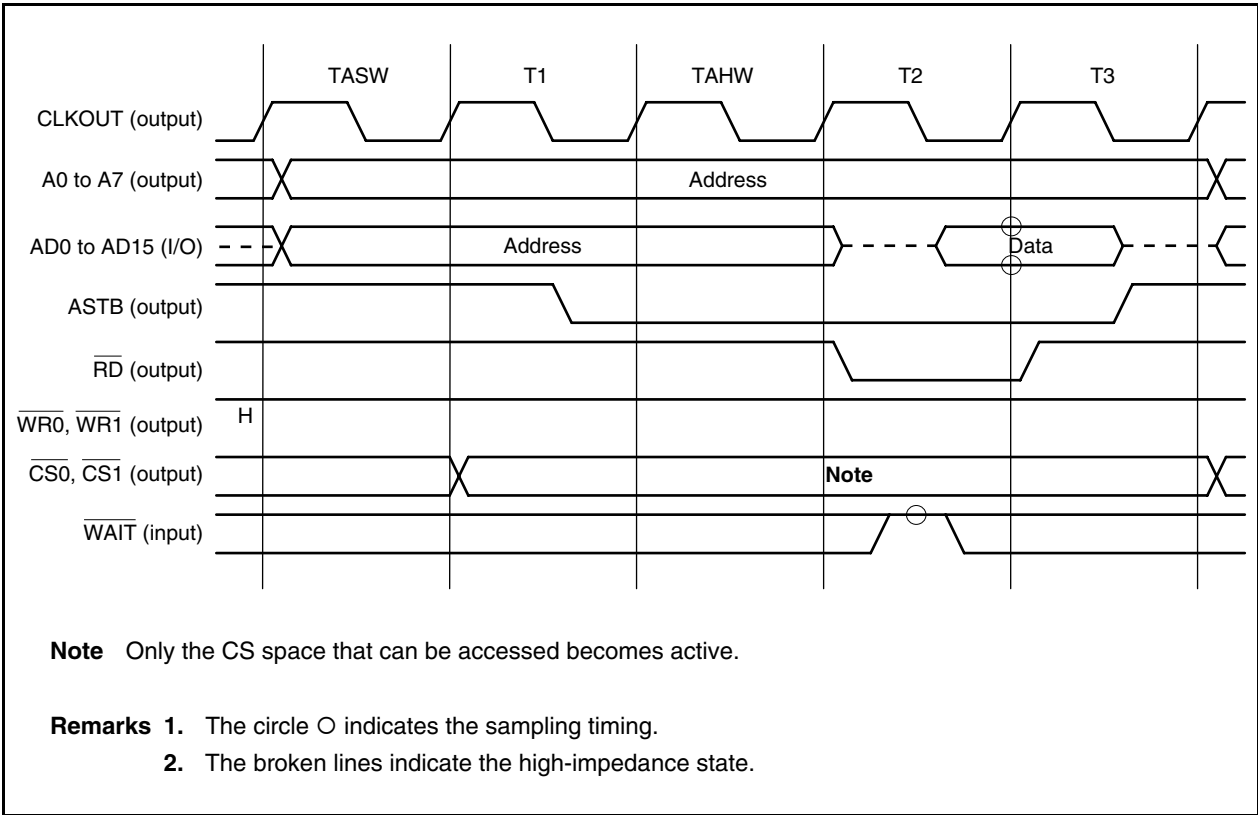 TASW T1 TAHW T2 T3
CLKOUT (output)
A0 to A7 (output) Address
AD0 to AD15 (I/O) Address Data
ASTB (output)
RD (output)
WR0, WR1 (output) H
CS0, CS1 (output) Note
WAIT (input)
Note Only the CS space that can be accessed becomes active.
Remarks 1. The circle O indicates the sampling timing.
2. The broken lines indicate the high-impedance state.